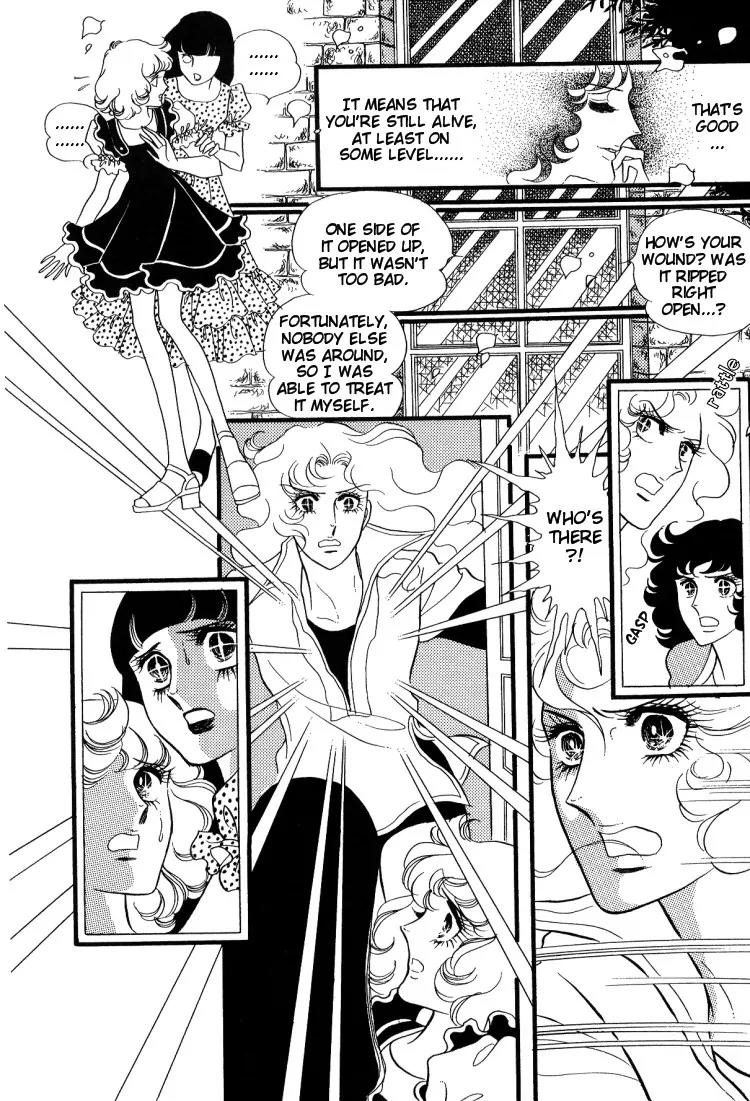 THAT'S
GOOD
...
IT MEANS THAT
YOU'RE STILL ALIVE,
AT LEAST ON
SOME LEVEL......
......
......
......
......
HOW'S YOUR
WOUND? WAS
IT RIPPED
RIGHT
OPEN...?
ONE SIDE OF
IT OPENED UP,
BUT IT WASN'T
TOO BAD.
FORTUNATELY,
NOBODY ELSE
WAS AROUND,
SO I WAS
ABLE TO TREAT
IT MYSELF.
rattle
GASP
WHO'S
THERE
?!